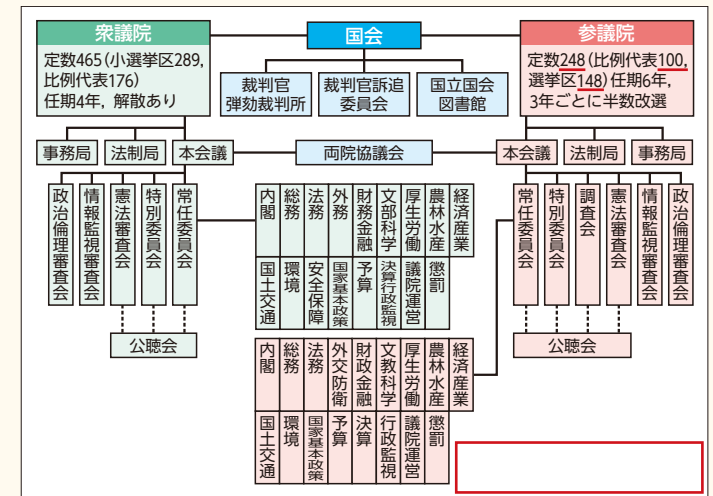 衆議院
定数465(小選挙区289,
比例代表176)
任期4年, 解散あり
国会
参議院
定数248(比例代表100,
選挙区148)任期6年,
3年ごとに半数改選
裁判官
弾劾裁判所
裁判官訴追
委員会
国立国会
図書館
事務局
法制局
本会議
両院協議会
本会議
法制局
事務局
政治倫理審査会
情報監視審査会
憲法審査会
特別委員会
常任委員会
公聴会
内閣
総務
法務
外務
財務金融
文部科学
厚生労働
農林水産
経済産業
国土交通
環境
安全保障
国家基本政策
予算
決算行政監視
議院運営
懲罰
常任委員会
特別委員会
調査会
憲法審査会
情報監視審査会
政治倫理審査会
公聴会
内閣
総務
法務
外交防衛
財政金融
文教科学
厚生労働
農林水産
経済産業
国土交通
環境
国家基本政策
予算
決算
行政監視
議院運営
懲罰